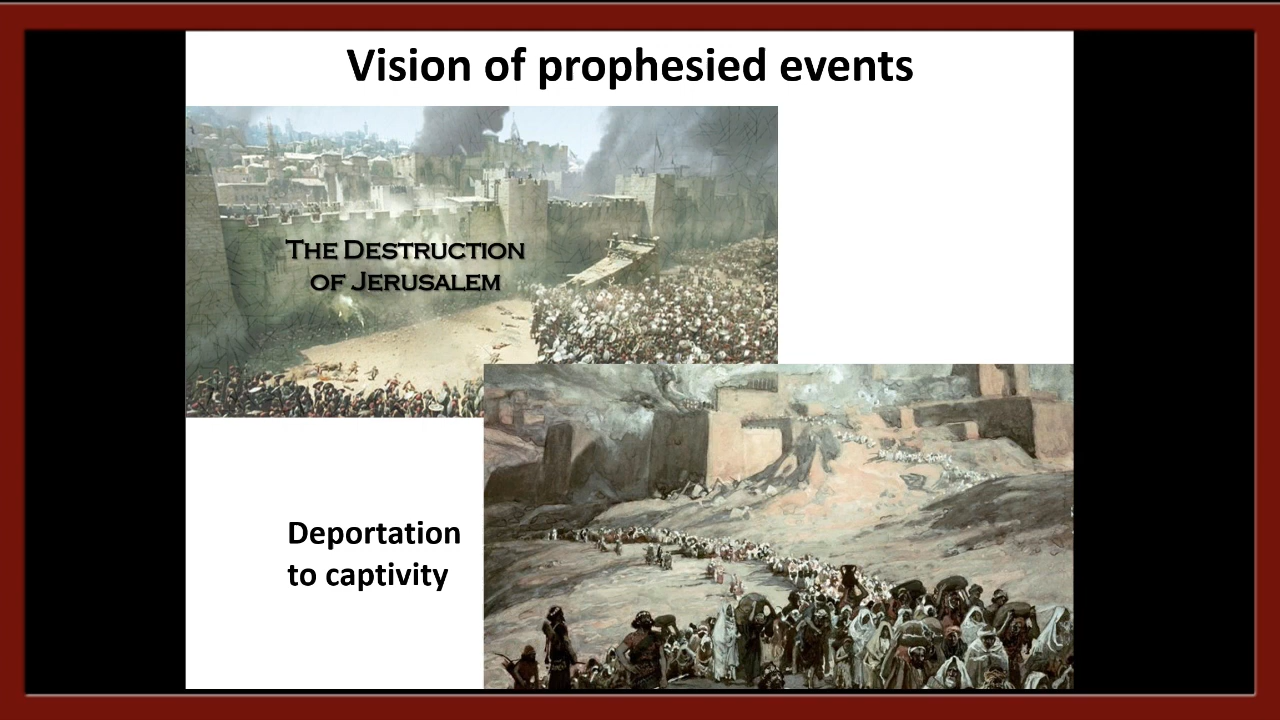 Vision of prophesied events
The Destruction
of Jerusalem
Deportation
to captivity